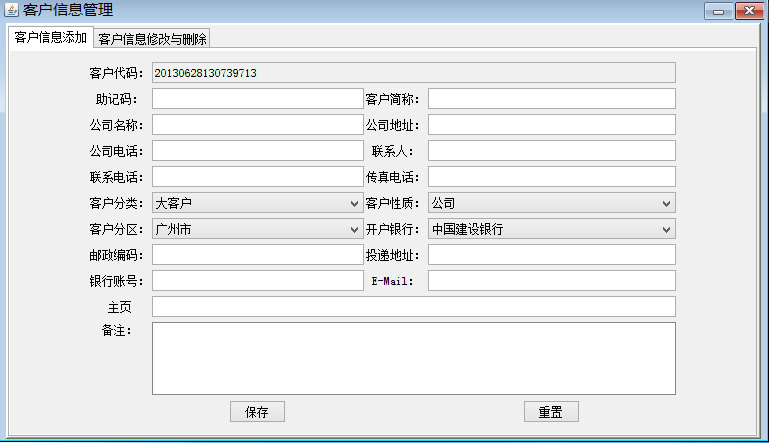 客户信息管理
客户信息添加 客户信息修改与删除
客户代码： 20130628130739713
助记码： 客户简称：
公司名称： 公司地址：
公司电话： 联系人：
联系电话： 传真电话：
客户分类： 大客户 客户性质： 公司
客户分区： 广州市 开户银行： 中国建设银行
邮政编码： 投递地址：
银行账号： E-Mail：
主页
备注：
保存 重置